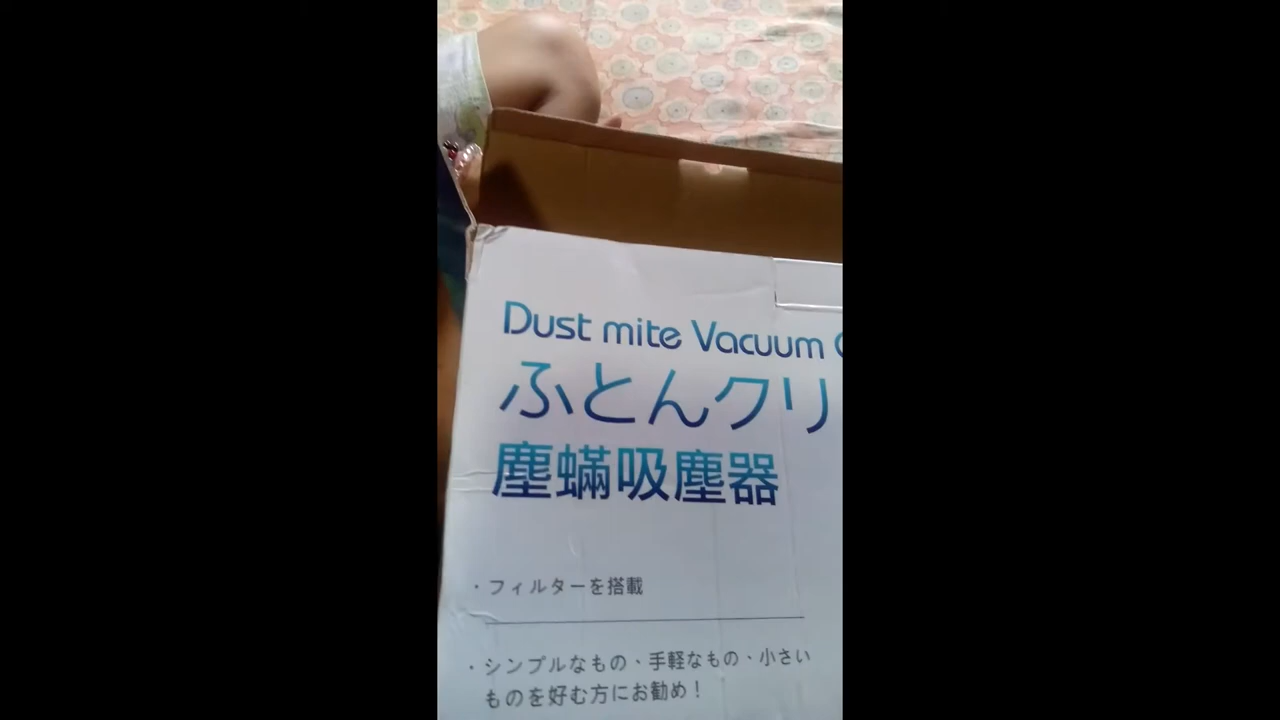 Dust mite Vacuum
ふとんクリ
塵蟎吸塵器
・フィルターを搭載
・シンプルなもの・手軽なもの・小さい
ものを好む方にお勧め！